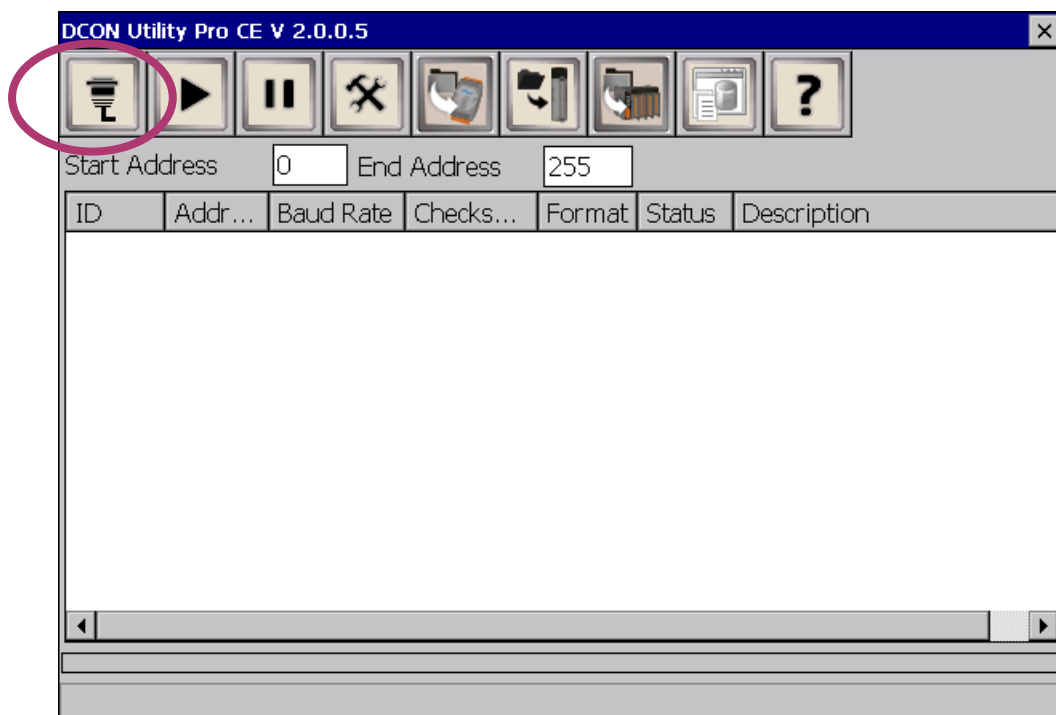 DCON Utility Pro CE V 2.0.0.5
?
Start Address 0 End Address 255
ID Addr... Baud Rate Checks... Format Status Description